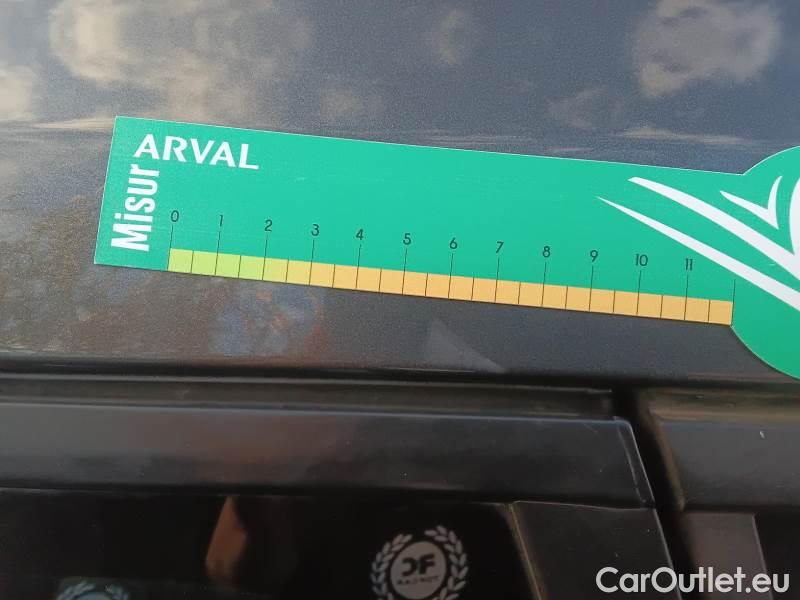 ARVAL
Misur
0 1 2 3 4 5 6 7 8 9 10 11
CarOutlet.eu